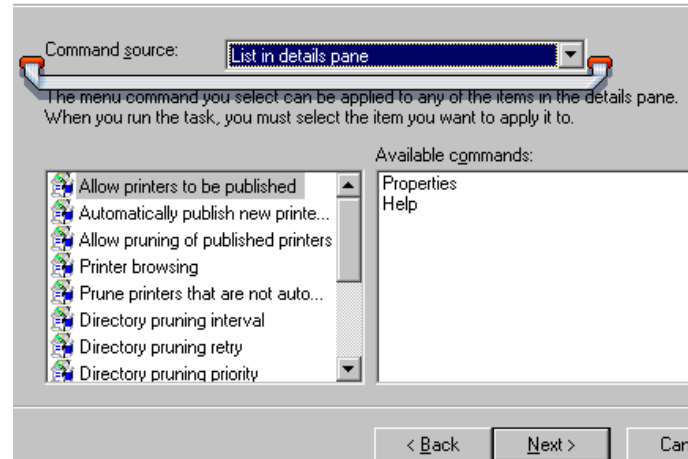 Command source:
List in details pane
The menu command you select can be applied to any of the items in the details pane.
When you run the task, you must select the item you want to apply it to.
Available commands:
Allow printers to be published
Automatically publish new printe...
Allow pruning of published printers
Printer browsing
Prune printers that are not auto...
Directory pruning interval
Directory pruning retry
Directory pruning priority
Properties
Help
< Back
Next >
Can